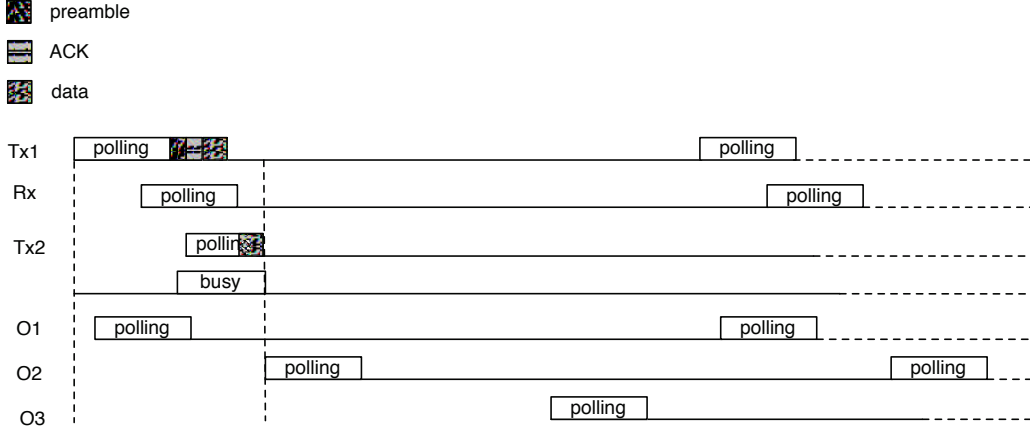 preamble
ACK
data
Tx1 polling polling
Rx polling polling
Tx2 pollin
busy
O1 polling polling
O2 polling polling
O3 polling